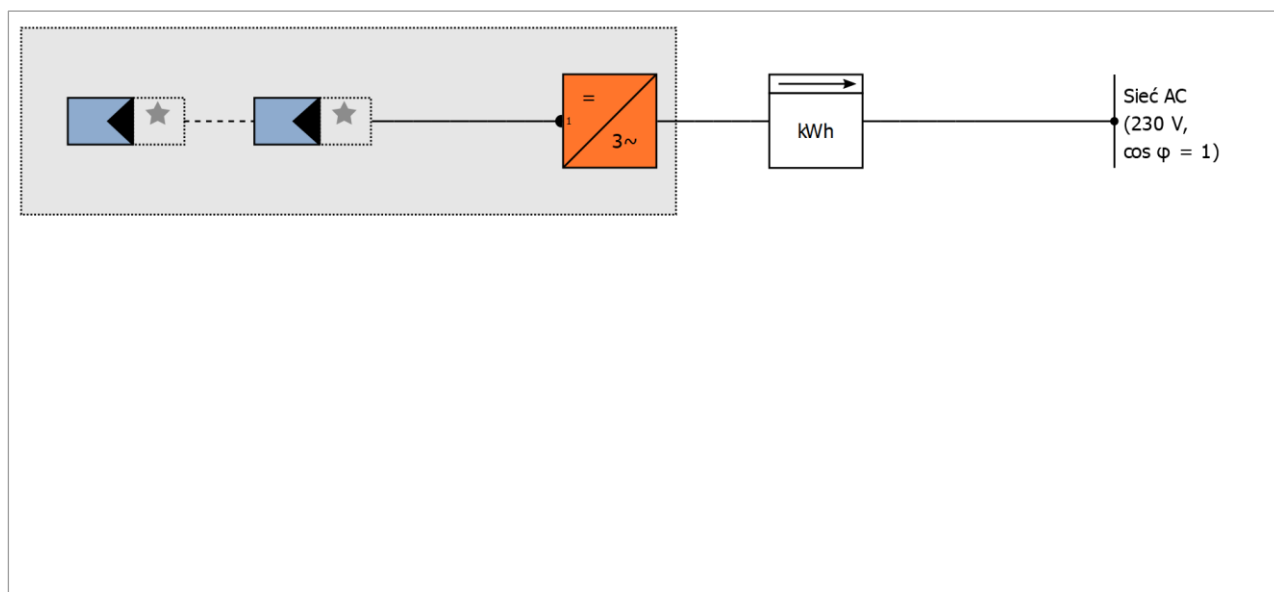 =
1
3~
kWh
Sieć AC
(230 V,
cos φ = 1)